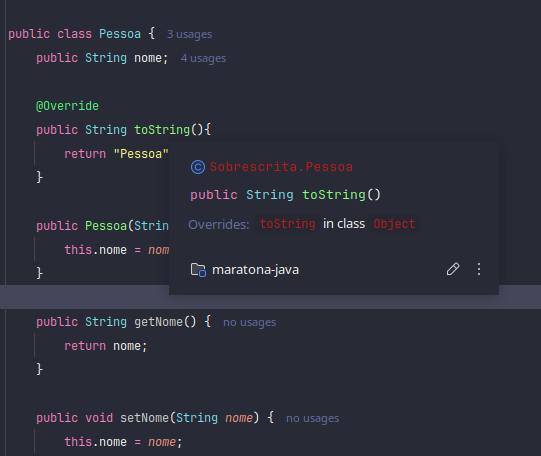 public class Pessoa { 3 usages
public String nome; 4 usages
@Override
public String toString(){
return "Pessoa"
}
Sobrescrita.Pessoa
public String toString()
Overrides: toString in class Object
maratona-java
public Pessoa(Strin
this.nome = nom
}
public String getNome() { no usages
return nome;
}
public void setNome(String nome) { no usages
this.nome = nome;